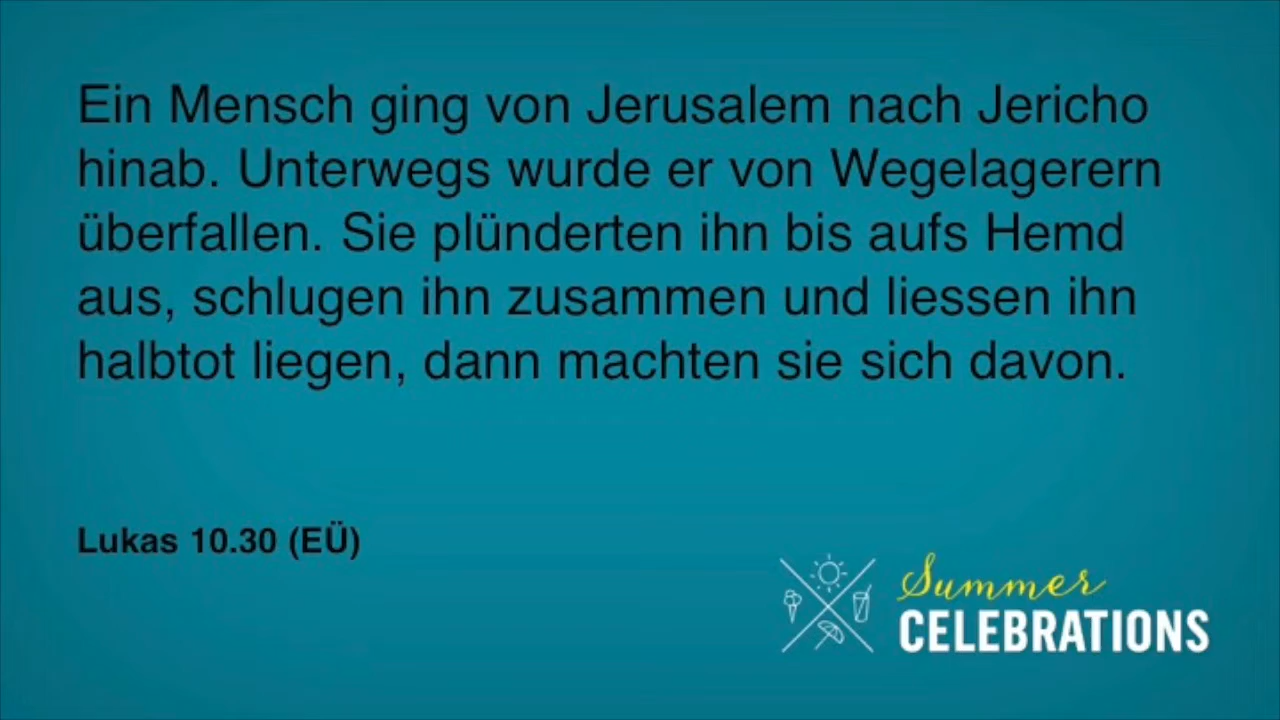 Ein Mensch ging von Jerusalem nach Jericho
hinab. Unterwegs wurde er von Wegelagerern
überfallen. Sie plünderten ihn bis aufs Hemd
aus, schlugen ihn zusammen und liessen ihn
halbtot liegen, dann machten sie sich davon.
Lukas 10.30 (EÜ)
Summer
CELEBRATIONS